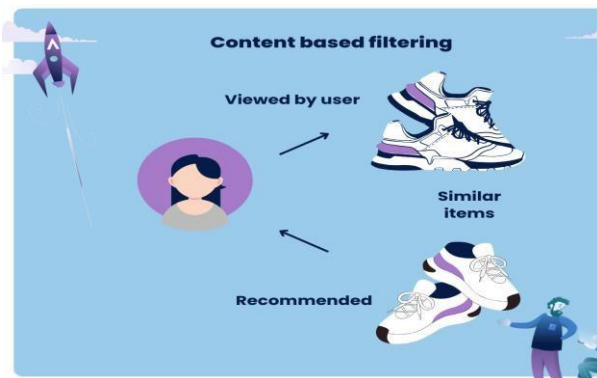 Content based filtering
Viewed by user
Similar
items
Recommended